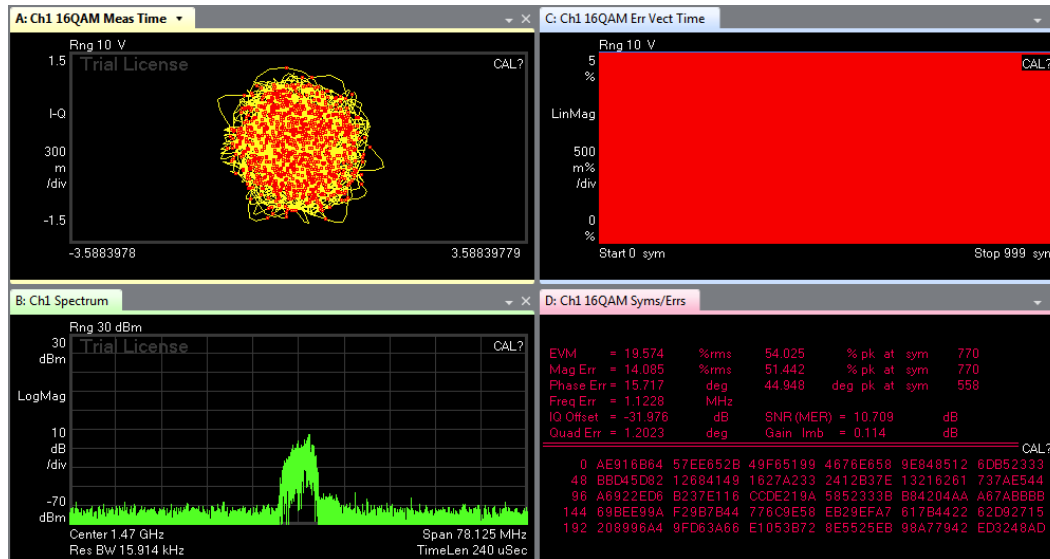 A: Ch1 16QAM Meas Time
Rng 10 V
1.5
Trial License
CAL?
I-Q
300
m
/div
-1.5
-3.5883978
3.58839779
C: Ch1 16QAM Err Vect Time
Rng 10 V
5
%
CAL?
LinMag
500
m%
/div
0
%
Start 0 sym
Stop 999 sym
B: Ch1 Spectrum
Rng 30 dBm
30
dBm
Trial License
CAL?
LogMag
10
dB
/div
-70
dBm
Center 1.47 GHz
Span 78.125 MHz
Res BW 15.914 kHz
TimeLen 240 uSec
D: Ch1 16QAM Syms/Errs
EVM = 19.574 %rms 54.025 % pk at sym 770
Mag Err = 14.085 %rms 51.442 % pk at sym 770
Phase Err = 15.717 deg 44.948 deg pk at sym 558
Freq Err = 1.1228 MHz
IQ Offset = -31.976 dB SNR (MER) = 10.709 dB
Quad Err = 1.2023 deg Gain Imb = 0.114 dB
CAL?
0 AE916B64 57EE652B 49F65199 4676E658 9E848512 6DB52333
48 BBD45D82 12684149 1627A233 2412B37E 13216261 737AE544
96 A6922ED6 B237E116 CCDE219A 5852333B B84204AA A67ABBBB
144 69BEE99A F29B7B44 776C9E58 EB29EFA7 617B4422 62D92715
192 208996A4 9FD63A66 E1053B72 8E5525EB 98A77942 ED3248AD